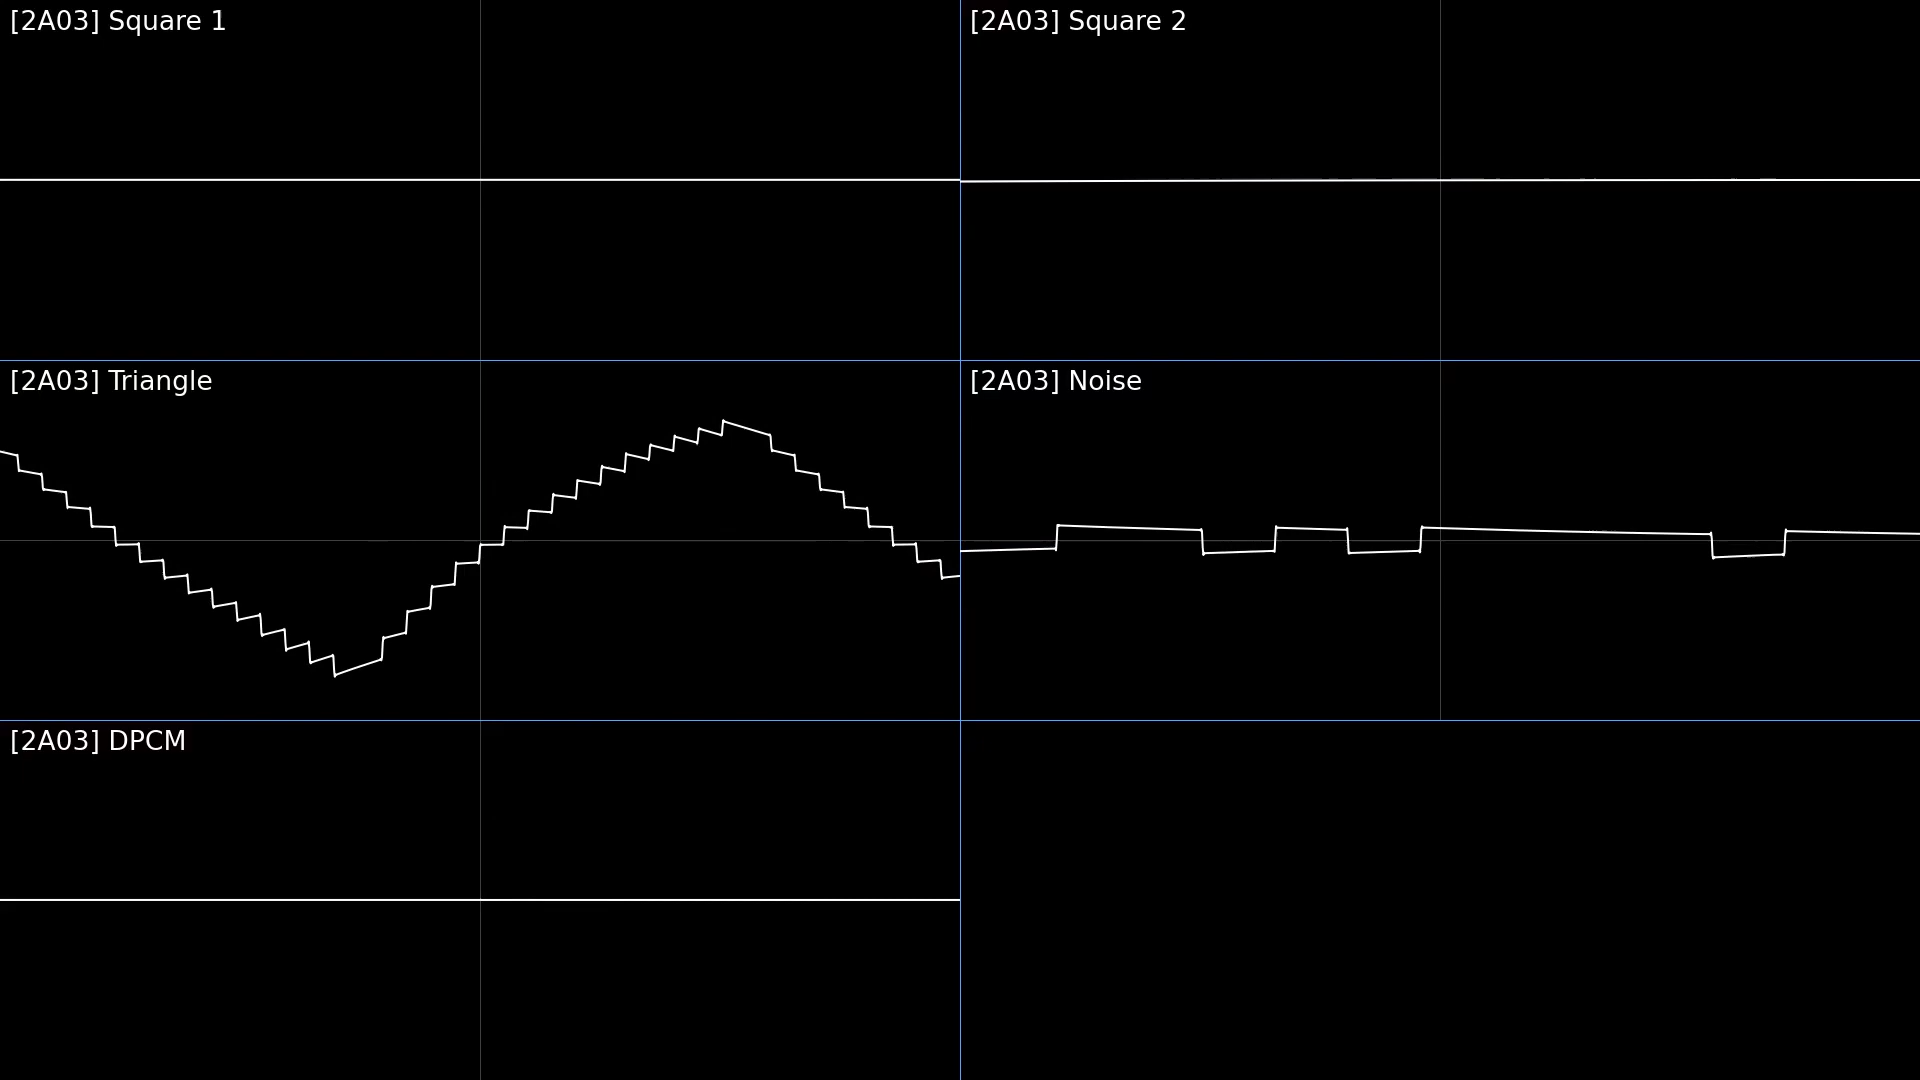 [2A03] Square 1
[2A03] Square 2
[2A03] Triangle
[2A03] Noise
[2A03] DPCM